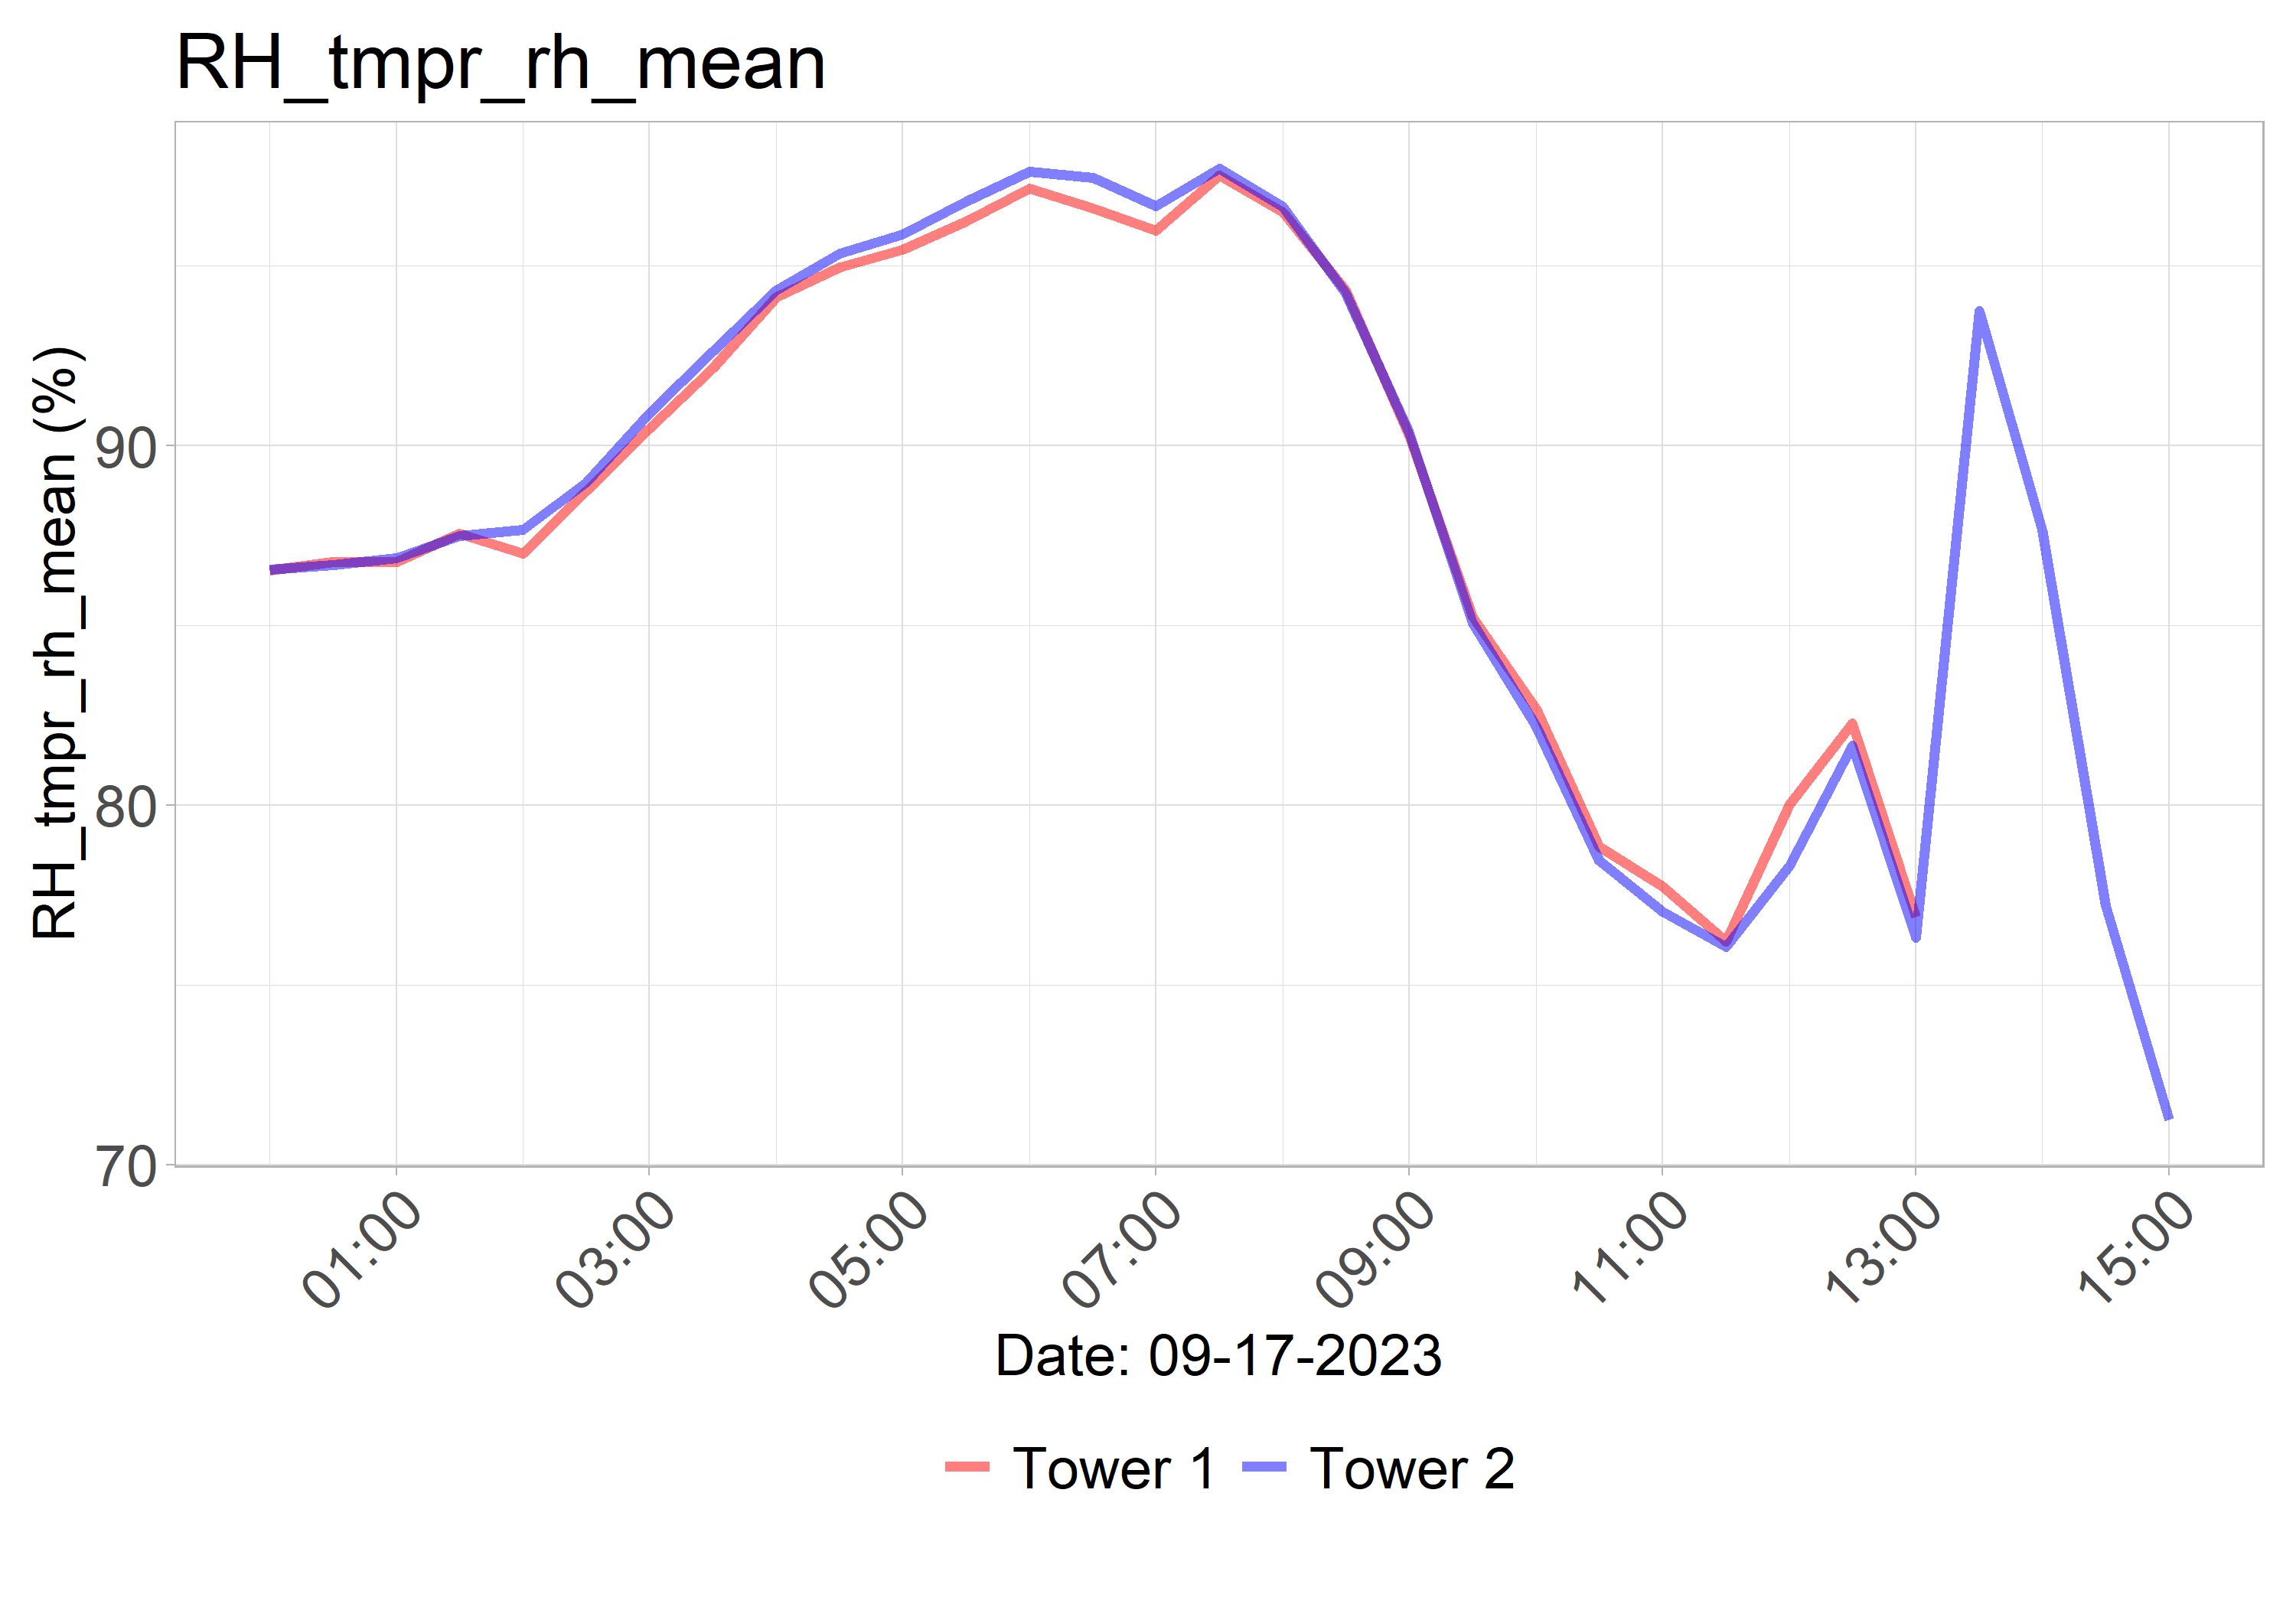 RH_tmpr_rh_mean
RH_tmpr_rh_mean (%)
90
80
70
01:00
03:00
05:00
07:00
09:00
11:00
13:00
15:00
Date: 09-17-2023
Tower 1
Tower 2